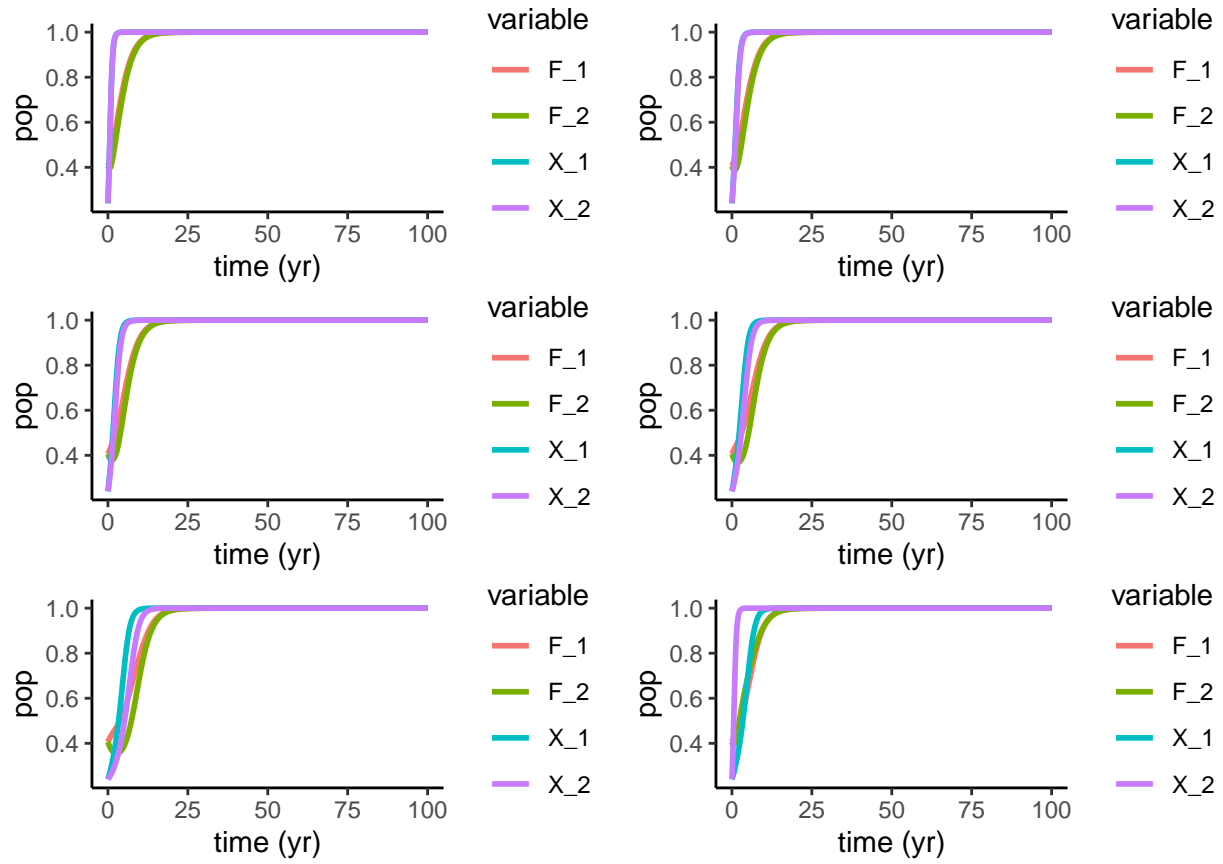 variable
1.0
0.8
0.6
0.4
pop
0
25
50
75
100
time (yr)
F_1
F_2
X_1
X_2
variable
1.0
0.8
0.6
0.4
pop
0
25
50
75
100
time (yr)
F_1
F_2
X_1
X_2
variable
1.0
0.8
0.6
0.4
pop
0
25
50
75
100
time (yr)
F_1
F_2
X_1
X_2
variable
1.0
0.8
0.6
0.4
pop
0
25
50
75
100
time (yr)
F_1
F_2
X_1
X_2
variable
1.0
0.8
0.6
0.4
pop
0
25
50
75
100
time (yr)
F_1
F_2
X_1
X_2
variable
1.0
0.8
0.6
0.4
pop
0
25
50
75
100
time (yr)
F_1
F_2
X_1
X_2